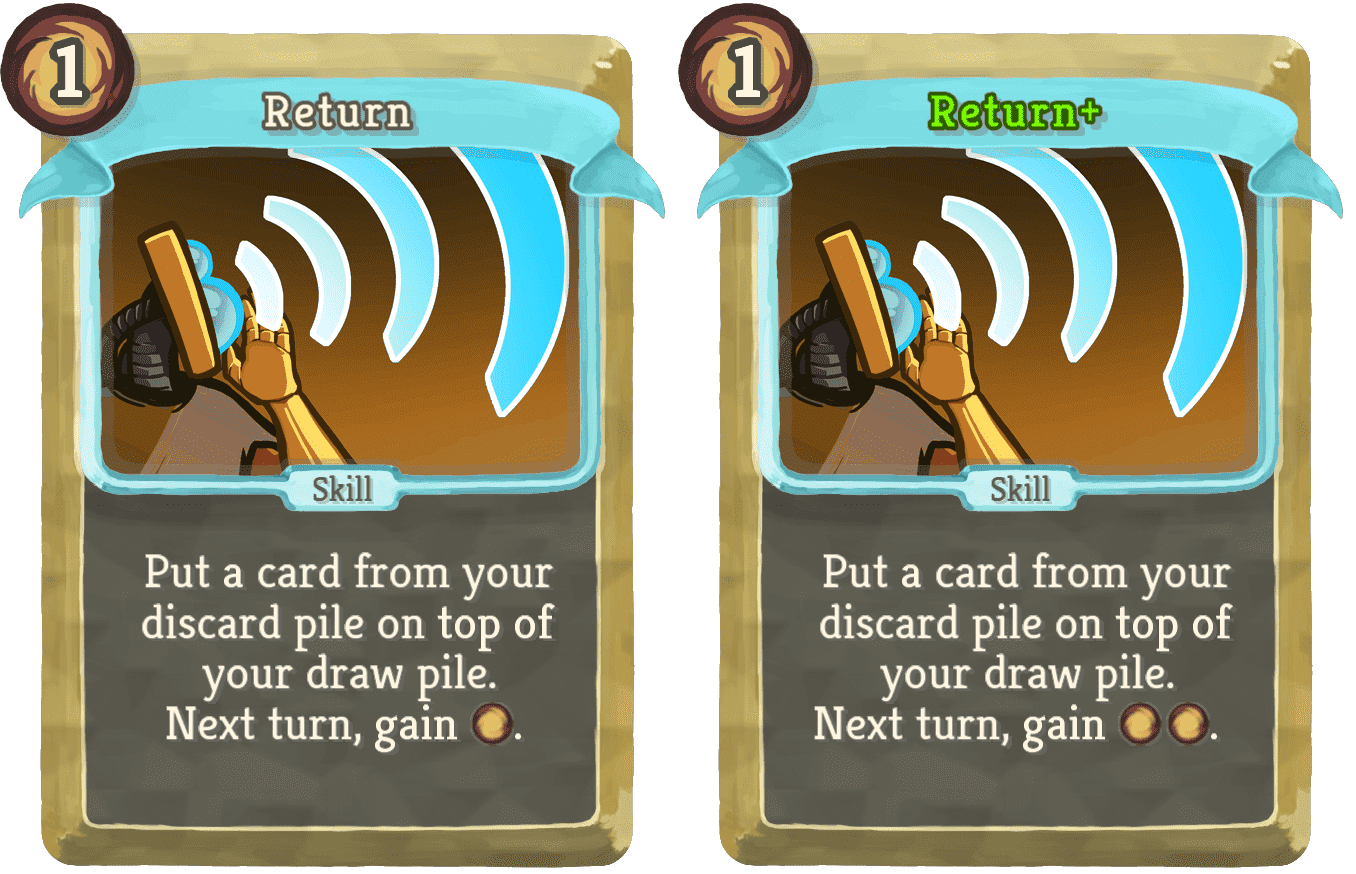 1
Return
Skill
Put a card from your
discard pile on top of
your draw pile.
Next turn, gain .
1
Return+
Skill
Put a card from your
discard pile on top of
your draw pile.
Next turn, gain .